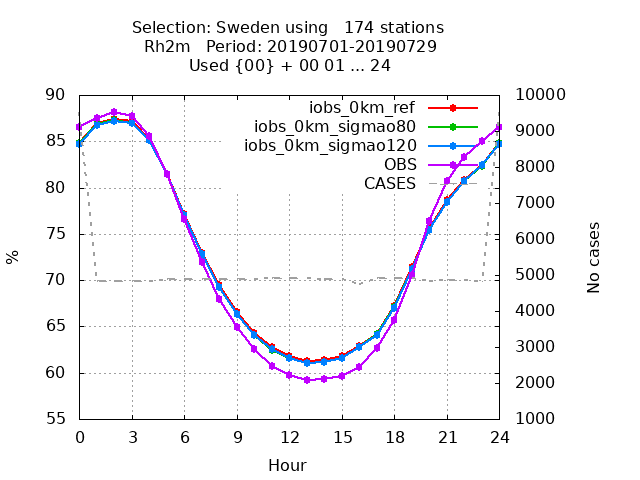 Selection: Sweden using   174 stations
Rh2m   Period: 20190701-20190729
Used {00} + 00 01 ... 24
90
85
80
75
70
65
60
55
%
10000
9000
8000
7000
6000
5000
4000
3000
2000
1000
No cases
iobs_0km_ref
iobs_0km_sigmao80
iobs_0km_sigmao120
OBS
CASES
0 3 6 9 12 15 18 21 24
Hour